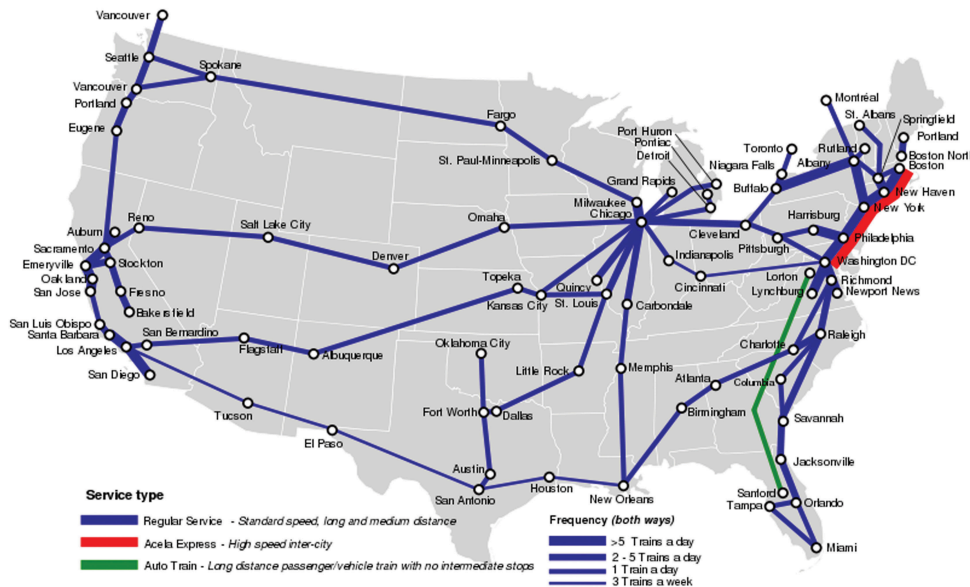 Vancouver
Seattle
Spokane
Vancouver
Portland
Eugene
Fargo
St. Paul-Minneapolis
Port Huron
Pontiac
Detroit
Grand Rapids
Milwaukee
Chicago
Montréal
St. Albans
Springfield
Portland
Toronto
Rutland
Boston North
Niagara Falls
Albany
Boston
Buffalo
New Haven
New York
Cleveland
Harrisburg
Pittsburgh
Philadelphia
Washington DC
Indianapolis
Cincinnati
Lorton
Lynchburg
Richmond
Newport News
Reno
Auburn
Sacramento
Salt Lake City
Omaha
Denver
Emeryville
Stockton
Oakland
San Jose
Fresno
Bakersfield
Topeka
Kansas City
Quincy
St. Louis
Carbondale
San Luis Obispo
Santa Barbara
San Bernardino
Los Angeles
Flagstaff
Albuquerque
San Diego
Oklahoma City
Little Rock
Memphis
Charlotte
Raleigh
Atlanta
Columbia
Tucson
Fort Worth
Dallas
Birmingham
Savannah
El Paso
Austin
San Antonio
Houston
New Orleans
Jacksonville
Sanford
Tampa
Orlando
Miami
Service type
Regular Service - Standard speed, long and medium distance
Acela Express - High speed inter-city
Auto Train - Long distance passenger/vehicle train with no intermediate stops
Frequency (both ways)
>5 Trains a day
2 - 5 Trains a day
1 Train a day
3 Trains a week